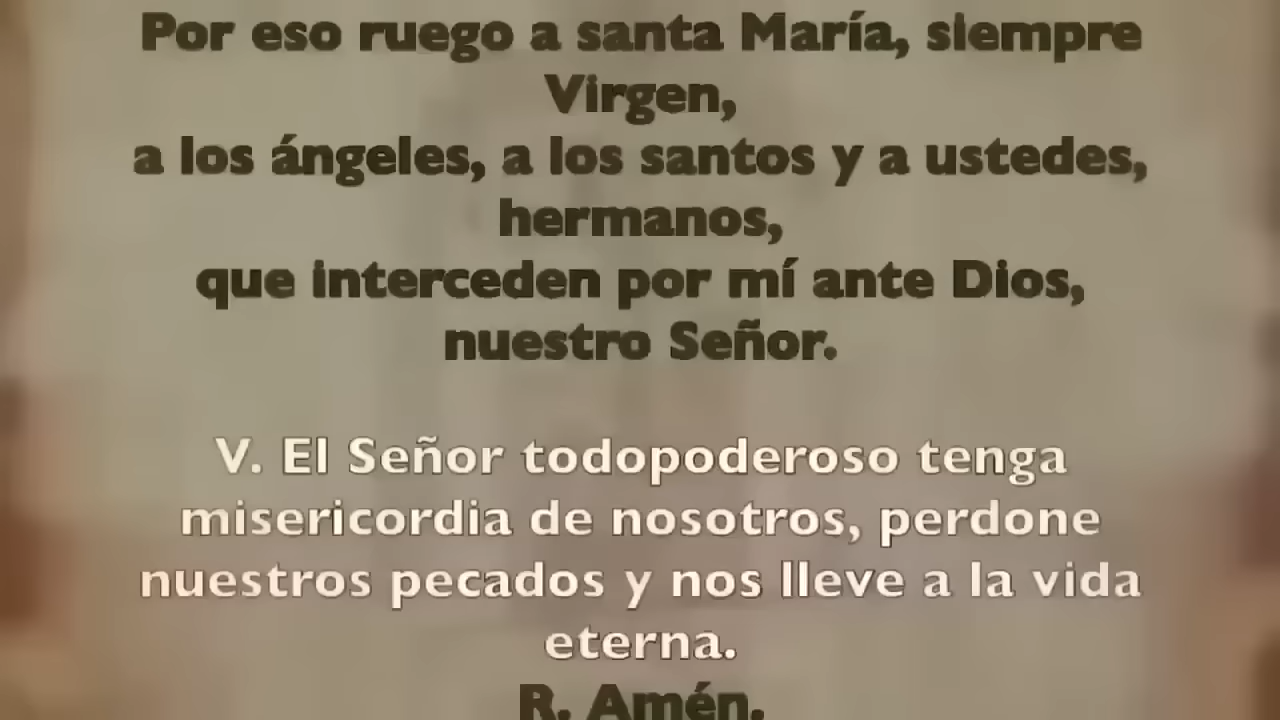 Por eso ruego a santa María, siempre
Virgen,
a los ángeles, a los santos y a ustedes,
hermanos,
que interceden por mí ante Dios,
nuestro Señor.
V. El Señor todopoderoso tenga
misericordia de nosotros, perdone
nuestros pecados y nos lleve a la vida
eterna.
R. Amén.